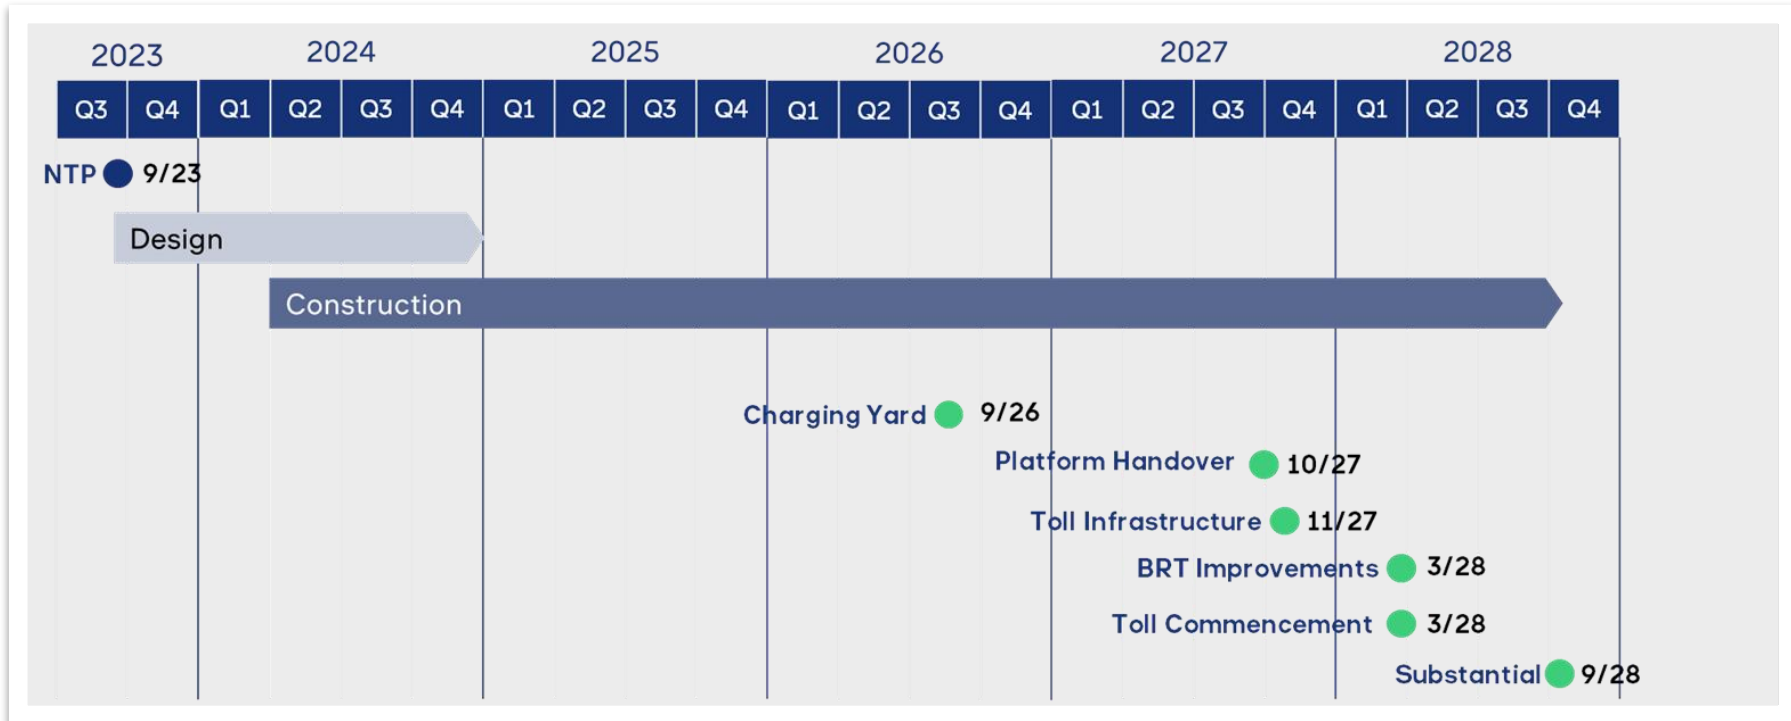 2023 2024 2025 2026 2027 2028
Q3 Q4 Q1 Q2 Q3 Q4 Q1 Q2 Q3 Q4 Q1 Q2 Q3 Q4 Q1 Q2 Q3 Q4 Q1 Q2 Q3 Q4
NTP 9/23
Design
Construction
Charging Yard 9/26
Platform Handover 10/27
Toll Infrastructure 11/27
BRT Improvements 3/28
Toll Commencement 3/28
Substantial 9/28